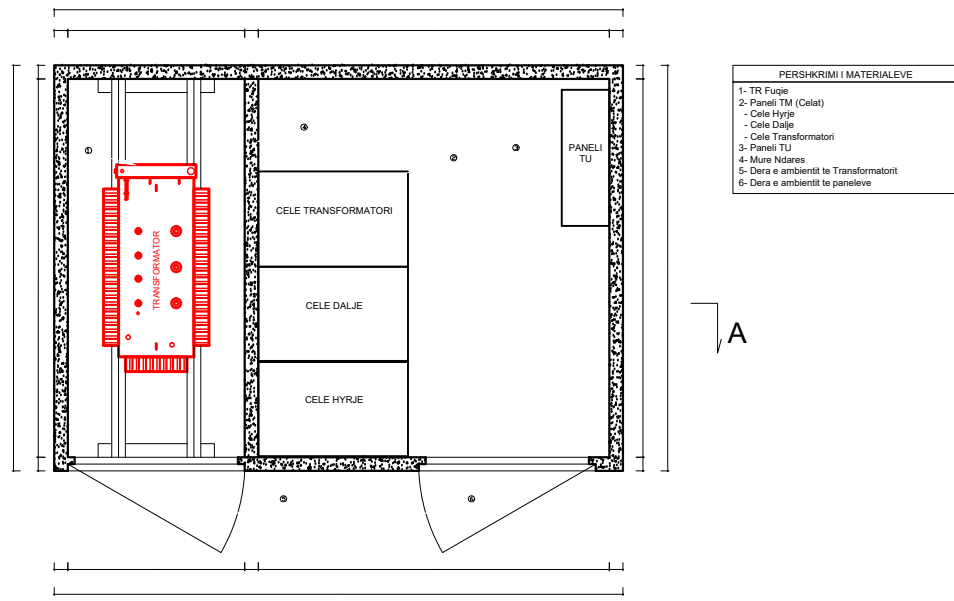 PERSHKRIMI I MATERIALEVE
1- TR Fuqie
2- Paneli TM (Celat)
- Cele Hyrje
- Cele Dalje
- Cele Transformatori
3- Paneli TU
4- Mure Ndares
5- Dera e ambientit te Transformatorit
6- Dera e ambientit te paneleve
4
1
2
3
PANELI
TU
CELE TRANSFORMATORI
TRANSFORMATOR
CELE DALJE
A
CELE HYRJE
5
6